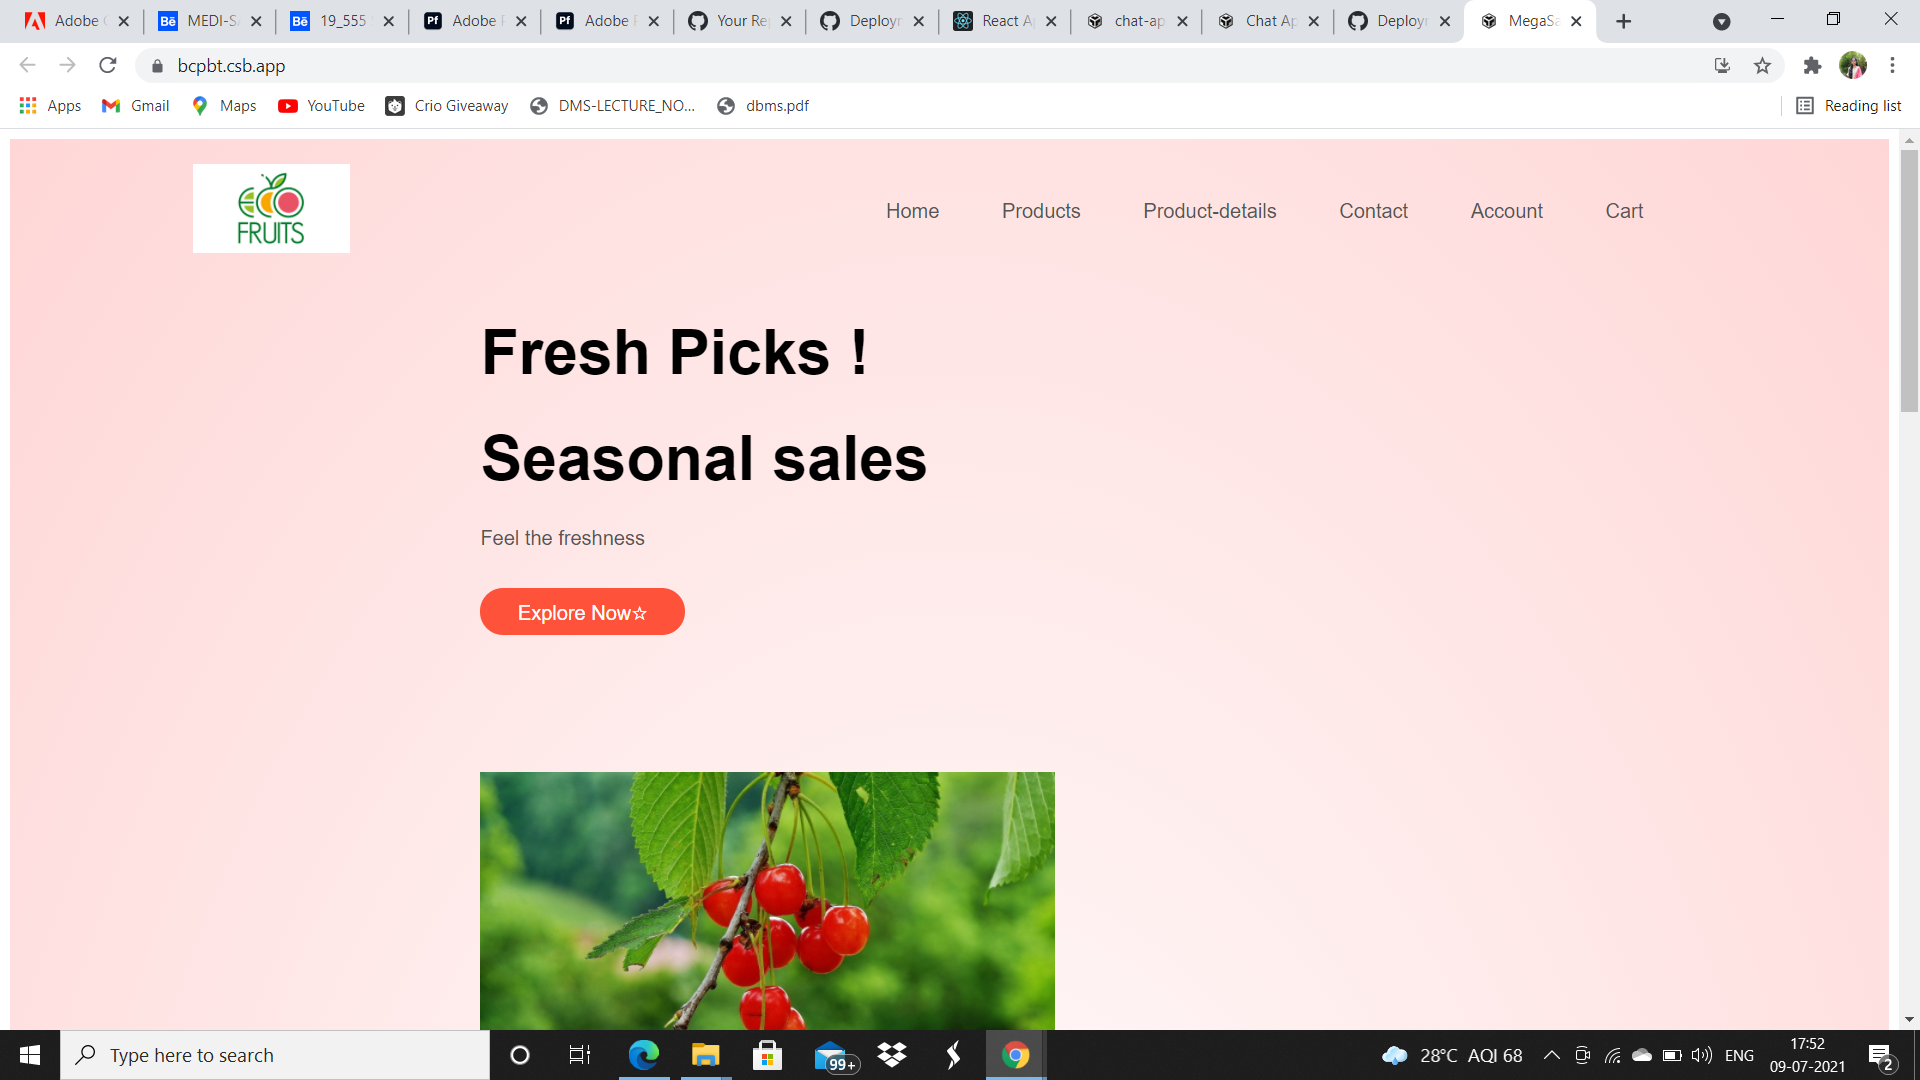 Adobe
MEDI-S
19_555
Adobe
Adobe
Your Re
Deploy
React A
chat-ap
Chat Ap
Deploy
MegaSa
bcpbt.csb.app
Apps
Gmail
Maps
YouTube
Crio Giveaway
DMS-LECTURE_NO...
dbms.pdf
Reading list
ECO
FRUITS
Home
Products
Product-details
Contact
Account
Cart
Fresh Picks !
Seasonal sales
Feel the freshness
Explore Now☆
Type here to search
99+
28°C AQI 68
ENG
17:52
09-07-2021
2